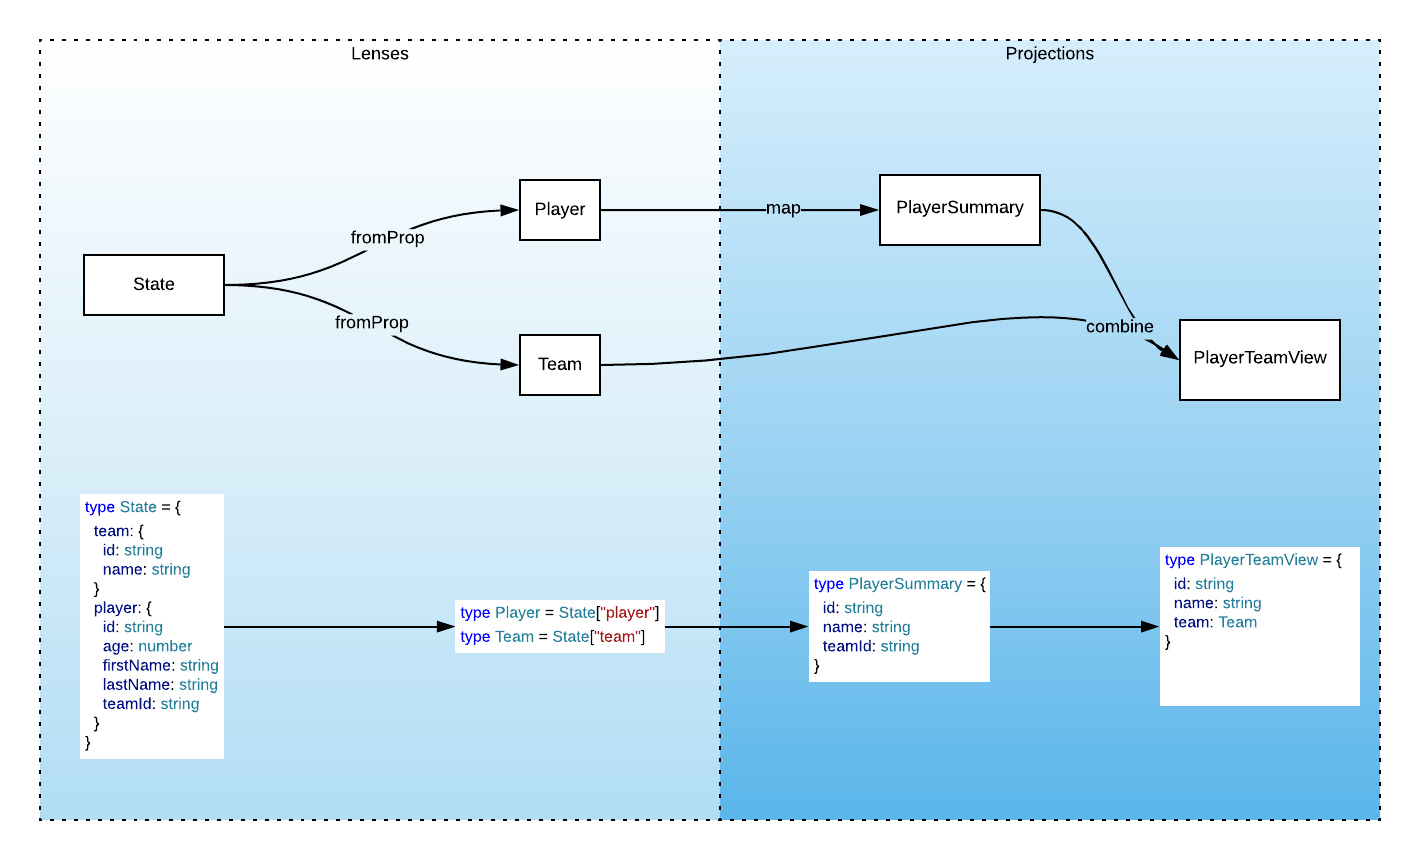 Lenses
Projections
Player
map
PlayerSummary
fromProp
State
fromProp
combine
Team
PlayerTeamView
type State = {
team: {
id: string
name: string
}
player: {
id: string
age: number
firstName: string
lastName: string
teamId: string
}
}
type Player = State["player"]
type Team = State["team"]
type PlayerSummary = {
id: string
name: string
teamId: string
}
type PlayerTeamView = {
id: string
name: string
team: Team
}